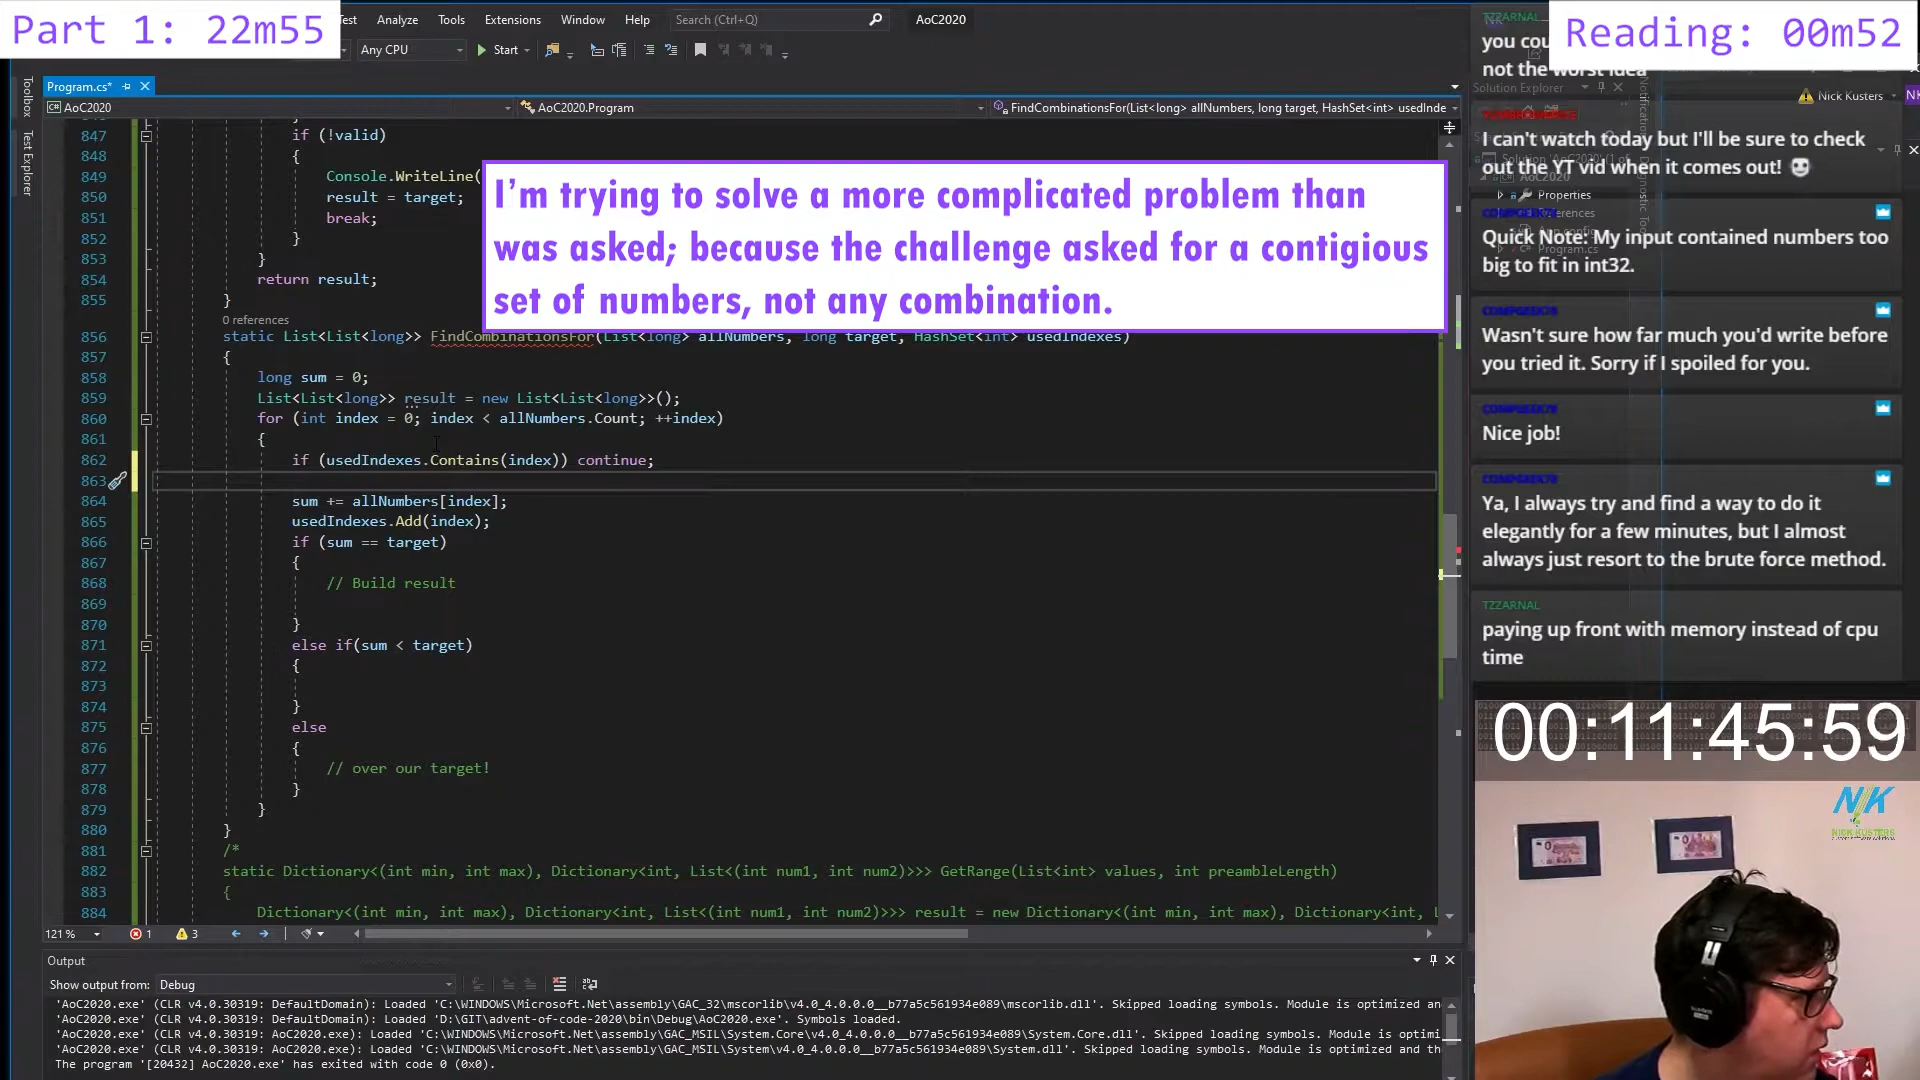 Part 1: 22m55
Test Analyze Tools Extensions Window Help Search (Ctrl+Q) AoC2020
Any CPU Start
Reading: 00m52
Program.cs*
AoC2020 AoC2020.Program FindCombinationsFor(List<long> allNumbers, long target, HashSet<int> usedInde
Toolbox
Test Explorer
847 if (!valid)
848 {
849 Console.WriteLine(
850 result = target;
851 break;
852 }
853 }
854 return result;
855 }
I'm trying to solve a more complicated problem than
was asked; because the challenge asked for a contigious
set of numbers, not any combination.
0 references
856 static List<List<long>> FindCombinationsFor(List<long> allNumbers, long target, HashSet<int> usedIndexes)
857 {
858 long sum = 0;
859 List<List<long>> result = new List<List<long>>();
860 for (int index = 0; index < allNumbers.Count; ++index)
861 {
862 if (usedIndexes.Contains(index)) continue;
863
864 sum += allNumbers[index];
865 usedIndexes.Add(index);
866 if (sum == target)
867 {
868 // Build result
869
870 }
871 else if(sum < target)
872 {
873
874 }
875 else
876 {
877 // over our target!
878 }
879 }
880 }
881 /*
882 static Dictionary<(int min, int max), Dictionary<int, List<(int num1, int num2)>>> GetRange(List<int> values, int preambleLength)
883 {
884 Dictionary<(int min, int max), Dictionary<int, List<(int num1, int num2)>>> result = new Dictionary<(int min, int max), Dictionary<int, L
121 % 1 3
Output
Show output from: Debug
'AoC2020.exe' (CLR v4.0.30319: DefaultDomain): Loaded 'C:\WINDOWS\Microsoft.Net\assembly\GAC_32\mscorlib\v4.0_4.0.0.0__b77a5c561934e089\mscorlib.dll'. Skipped loading symbols. Module is optimized an
'AoC2020.exe' (CLR v4.0.30319: DefaultDomain): Loaded 'D:\GIT\advent-of-code-2020\bin\Debug\AoC2020.exe'. Symbols loaded.
'AoC2020.exe' (CLR v4.0.30319: AoC2020.exe): Loaded 'C:\WINDOWS\Microsoft.Net\assembly\GAC_MSIL\System.Core\v4.0_4.0.0.0__b77a5c561934e089\System.Core.dll'. Skipped loading symbols. Module is optimi
'AoC2020.exe' (CLR v4.0.30319: AoC2020.exe): Loaded 'C:\WINDOWS\Microsoft.Net\assembly\GAC_MSIL\System\v4.0_4.0.0.0__b77a5c561934e089\System.dll'. Skipped loading symbols. Module is optimized and th
The program '[20432] AoC2020.exe' has exited with code 0 (0x0).
TZZARNAL
you cou
not the worst idea
Solution Explorer
Nick Kusters
NK
I can't watch today but I'll be sure to check
out the YT vid when it comes out!
Properties
Quick Note: My input contained numbers too
big to fit in int32.
Wasn't sure how far much you'd write before
you tried it. Sorry if I spoiled for you.
Nice job!
Ya, I always try and find a way to do it
elegantly for a few minutes, but I almost
always just resort to the brute force method.
TZZARNAL
paying up front with memory instead of cpu
time
00:11:45:59
NK
NICK KUSTERS